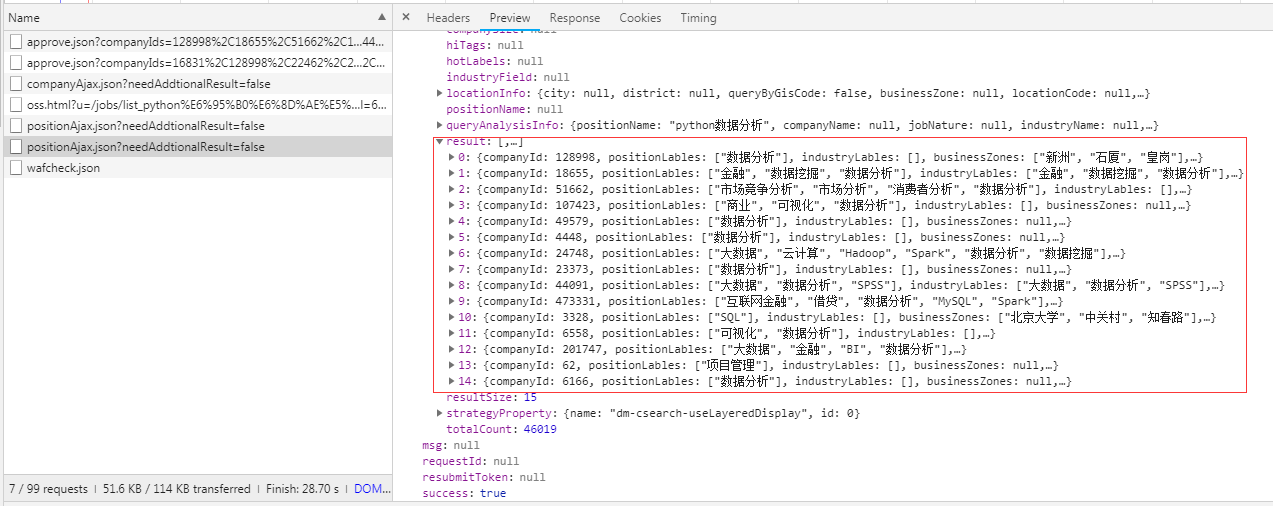 Name
approve.json?companyIds=128998%2C18655%2C51662%2C1...44...
approve.json?companyIds=16831%2C128998%2C22462%2C2...2C...
companyAjax.json?needAddtionalResult=false
oss.html?u=/jobs/list_python%E6%95%B0%E6%8D%AE%E5%...l=6...
positionAjax.json?needAddtionalResult=false
positionAjax.json?needAddtionalResult=false
wafcheck.json
7 / 99 requests | 51.6 KB / 114 KB transferred | Finish: 28.70 s | DOM...
× Headers Preview Response Cookies Timing
hiTags: null
hotLabels: null
industryField: null
locationInfo: {city: null, district: null, queryByGisCode: false, businessZone: null, locationCode: null,…}
positionName: null
queryAnalysisInfo: {positionName: "python数据分析", companyName: null, jobNature: null, industryName: null,…}
result: [,…]
0: {companyId: 128998, positionLables: ["数据分析"], industryLables: [], businessZones: ["新洲", "石厦", "皇岗"],…}
1: {companyId: 18655, positionLables: ["金融", "数据挖掘", "数据分析"], industryLables: ["金融", "数据挖掘", "数据分析"],…}
2: {companyId: 51662, positionLables: ["市场竞争分析", "市场分析", "消费者分析", "数据分析"], industryLables: [],…}
3: {companyId: 107423, positionLables: ["商业", "可视化", "数据分析"], industryLables: [], businessZones: null,…}
4: {companyId: 49579, positionLables: ["数据分析"], industryLables: [], businessZones: null,…}
5: {companyId: 4448, positionLables: ["数据分析"], industryLables: [], businessZones: null,…}
6: {companyId: 24748, positionLables: ["大数据", "云计算", "Hadoop", "Spark", "数据分析", "数据挖掘"],…}
7: {companyId: 23373, positionLables: ["数据分析"], industryLables: [], businessZones: null,…}
8: {companyId: 44091, positionLables: ["大数据", "数据分析", "SPSS"], industryLables: ["大数据", "数据分析", "SPSS"],…}
9: {companyId: 473331, positionLables: ["互联网金融", "借贷", "数据分析", "MySQL", "Spark"],…}
10: {companyId: 3328, positionLables: ["SQL"], industryLables: [], businessZones: ["北京大学", "中关村", "知春路"],…}
11: {companyId: 6558, positionLables: ["可视化", "数据分析"], industryLables: [],…}
12: {companyId: 201747, positionLables: ["大数据", "金融", "BI", "数据分析"],…}
13: {companyId: 62, positionLables: ["项目管理"], industryLables: [], businessZones: null,…}
14: {companyId: 6166, positionLables: ["数据分析"], industryLables: [], businessZones: null,…}
resultSize: 15
strategyProperty: {name: "dm-csearch-useLayeredDisplay", id: 0}
totalCount: 46019
msg: null
requestId: null
resubmitToken: null
success: true